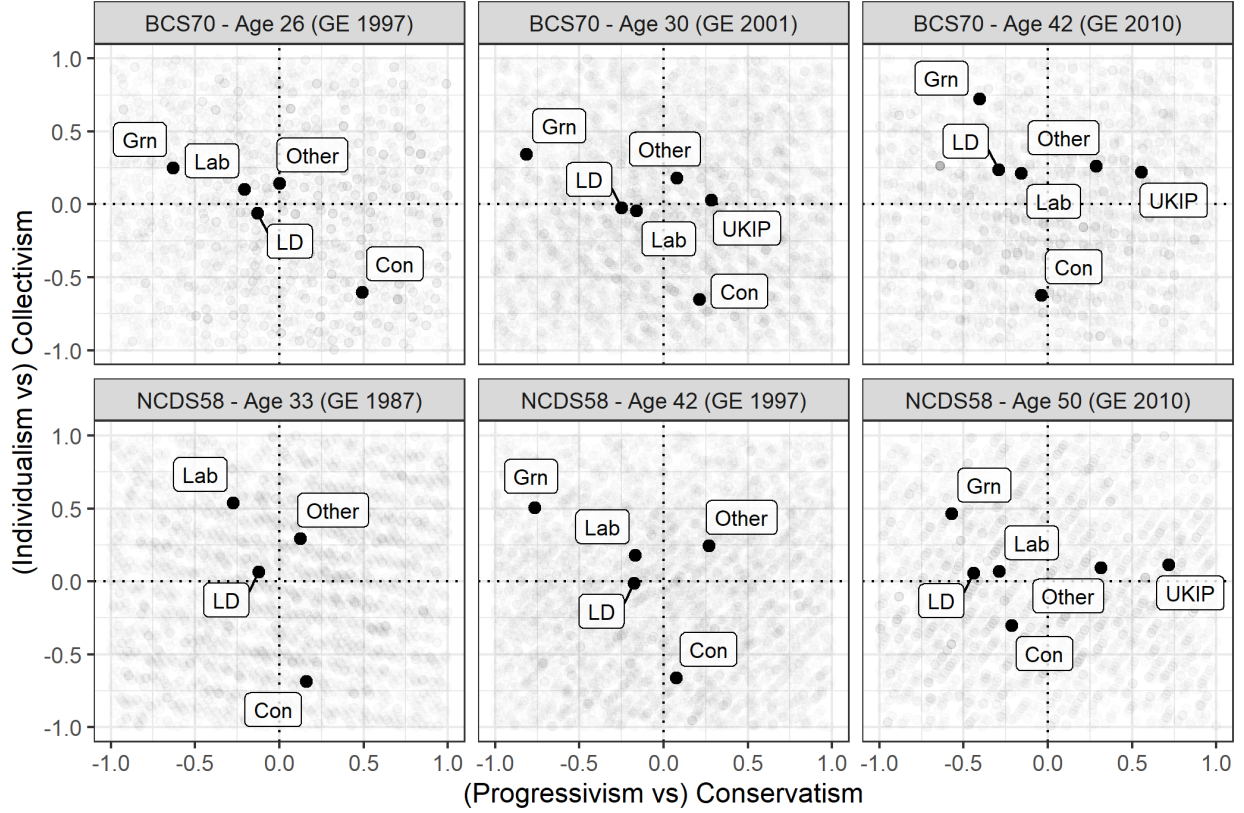 BCS70 - Age 26 (GE 1997)
BCS70 - Age 30 (GE 2001)
BCS70 - Age 42 (GE 2010)
(Individualism vs) Collectivism
1.0
0.5
0.0
-0.5
-1.0
Grn
Lab
Other
LD
Con
Grn
Other
LD
Lab
UKIP
Con
Grn
LD
Other
Lab
UKIP
Con
NCDS58 - Age 33 (GE 1987)
NCDS58 - Age 42 (GE 1997)
NCDS58 - Age 50 (GE 2010)
1.0
0.5
0.0
-0.5
-1.0
Lab
Other
LD
Con
Grn
Lab
Other
LD
Con
Grn
Lab
LD
Other
UKIP
Con
-1.0 -0.5 0.0 0.5 1.0
-1.0 -0.5 0.0 0.5 1.0
-1.0 -0.5 0.0 0.5 1.0
(Progressivism vs) Conservatism